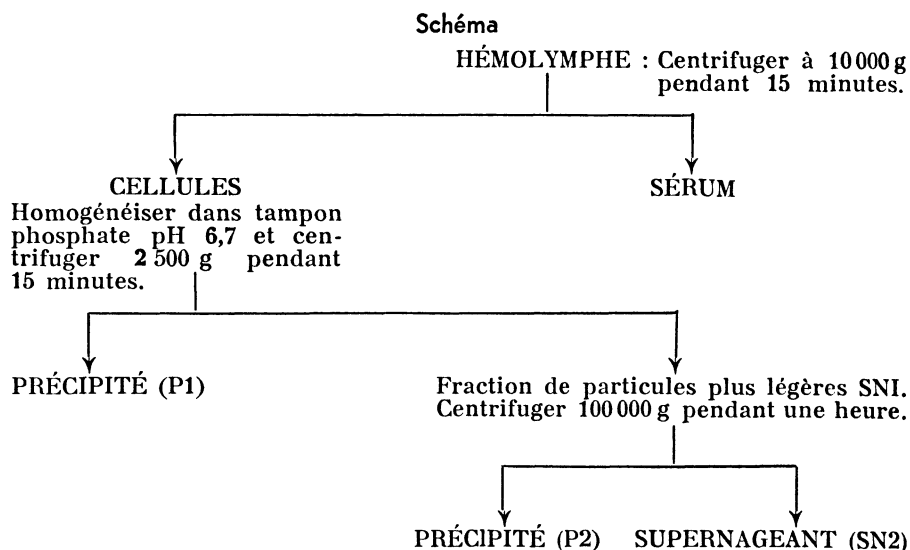 Schéma
HÉMOLYMPHE : Centrifuger à 10 000 g
pendant 15 minutes.
CELLULES
Homogénéiser dans tampon
phosphate pH 6,7 et cen-
trifuger 2 500 g pendant
15 minutes.
SÉRUM
PRÉCIPITÉ (P1)
Fraction de particules plus légères SNI.
Centrifuger 100 000 g pendant une heure.
PRÉCIPITÉ (P2)
SUPERNAGEANT (SN2)